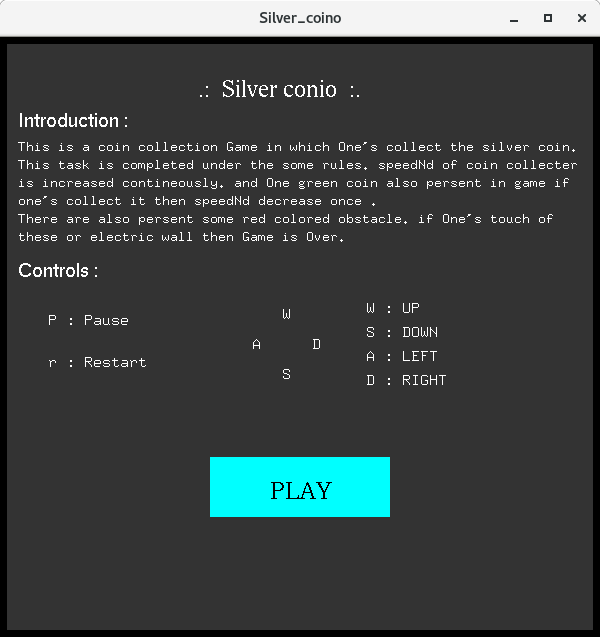 Silver_coino
.: Silver conio :.
Introduction :
This is a coin collection Game in which One's collect the silver coin.
This task is completed under the some rules. speedNd of coin collecter
is increased contineously. and One green coin also persent in game if
one's collect it then speedNd decrease once .
There are also persent some red colored obstacle. if One's touch of
these or electric wall then Game is Over.
Controls :
P : Pause
r : Restart
W
A D
S
W : UP
S : DOWN
A : LEFT
D : RIGHT
PLAY